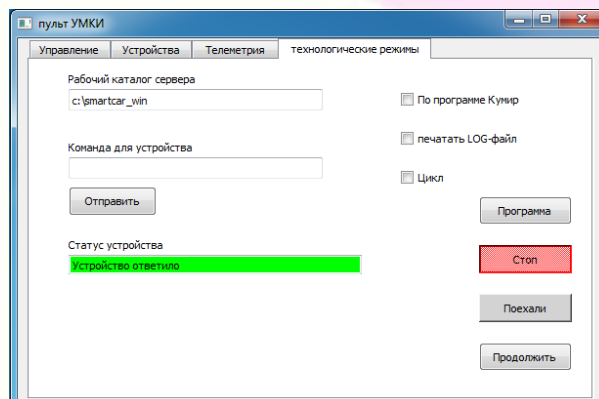 пульт УМКИ
Управление Устройства Телеметрия технологические режимы
Рабочий каталог сервера
c:\smartcar_win
По программе Кумир
печатать LOG-файл
Команда для устройства
Цикл
Отправить
Программа
Статус устройства
Устройство ответило
Стоп
Поехали
Продолжить